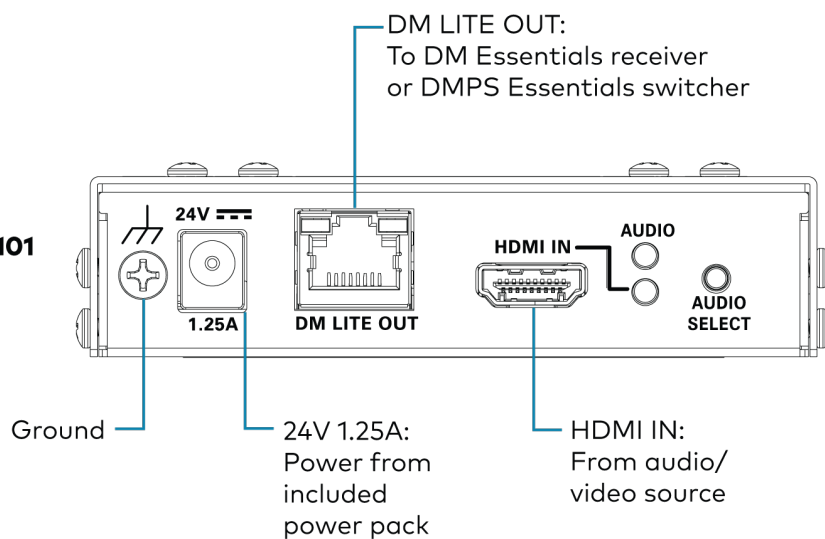 DM LITE OUT:
To DM Essentials receiver
or DMPS Essentials switcher
101
24V
1.25A
DM LITE OUT
HDMI IN
AUDIO
AUDIO
SELECT
Ground
24V 1.25A:
Power from
included
power pack
HDMI IN:
From audio/
video source